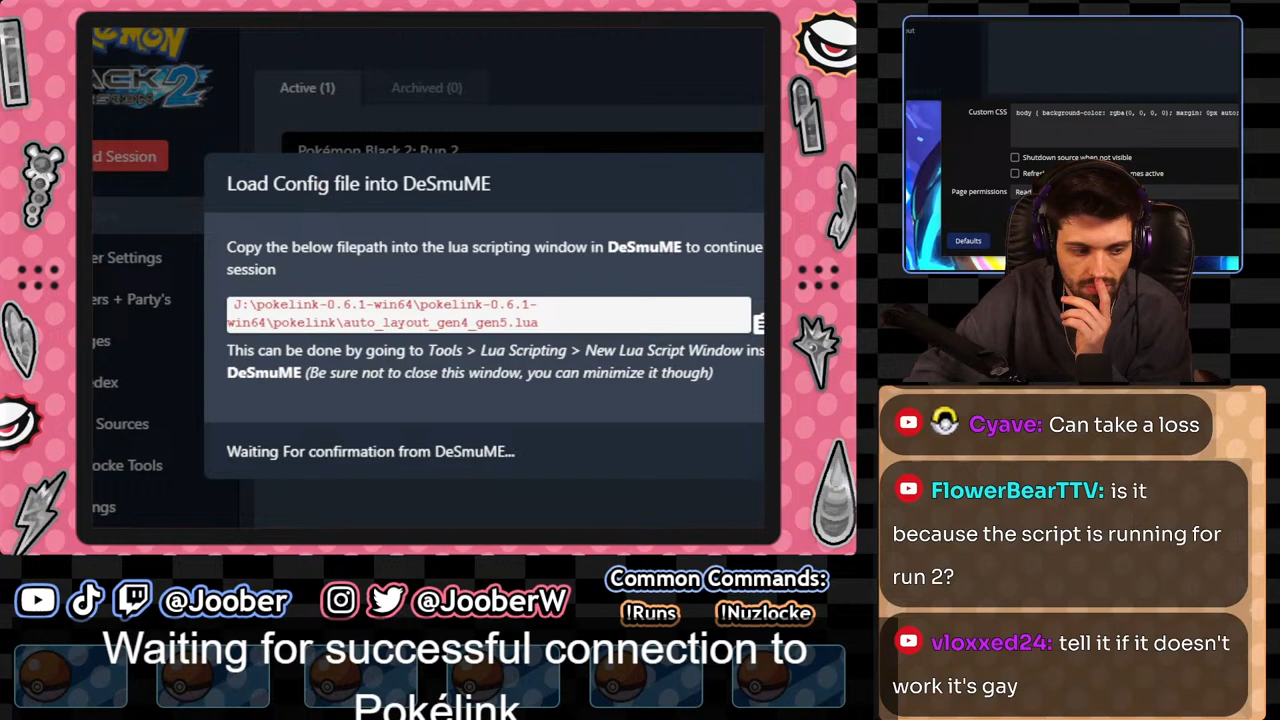 Active (1)
Archived (0)
d Session
Pokémon Black 2: Run 2
Load Config file into DeSmuME
er Settings
Copy the below filepath into the lua scripting window in DeSmuME to continue
session
ers + Party's
J:\pokelink-0.6.1-win64\pokelink-0.6.1-
win64\pokelink\auto_layout_gen4_gen5.lua
This can be done by going to Tools > Lua Scripting > New Lua Script Window ins
DeSmuME (Be sure not to close this window, you can minimize it though)
Sources
ocke Tools
Waiting For confirmation from DeSmuME...
Custom CSS
body { background-color: rgba(0, 0, 0, 0); margin: 0px auto;
Shutdown source when not visible
Page permissions
Defaults
Cyave: Can take a loss
FlowerBearTTV: is it
because the script is running for
run 2?
vloxxed24: tell it if it doesn't
work it's gay
@Joober
@JooberW
Common Commands:
!Runs
!Nuzlocke
Waiting for successful connection to
Pokélink